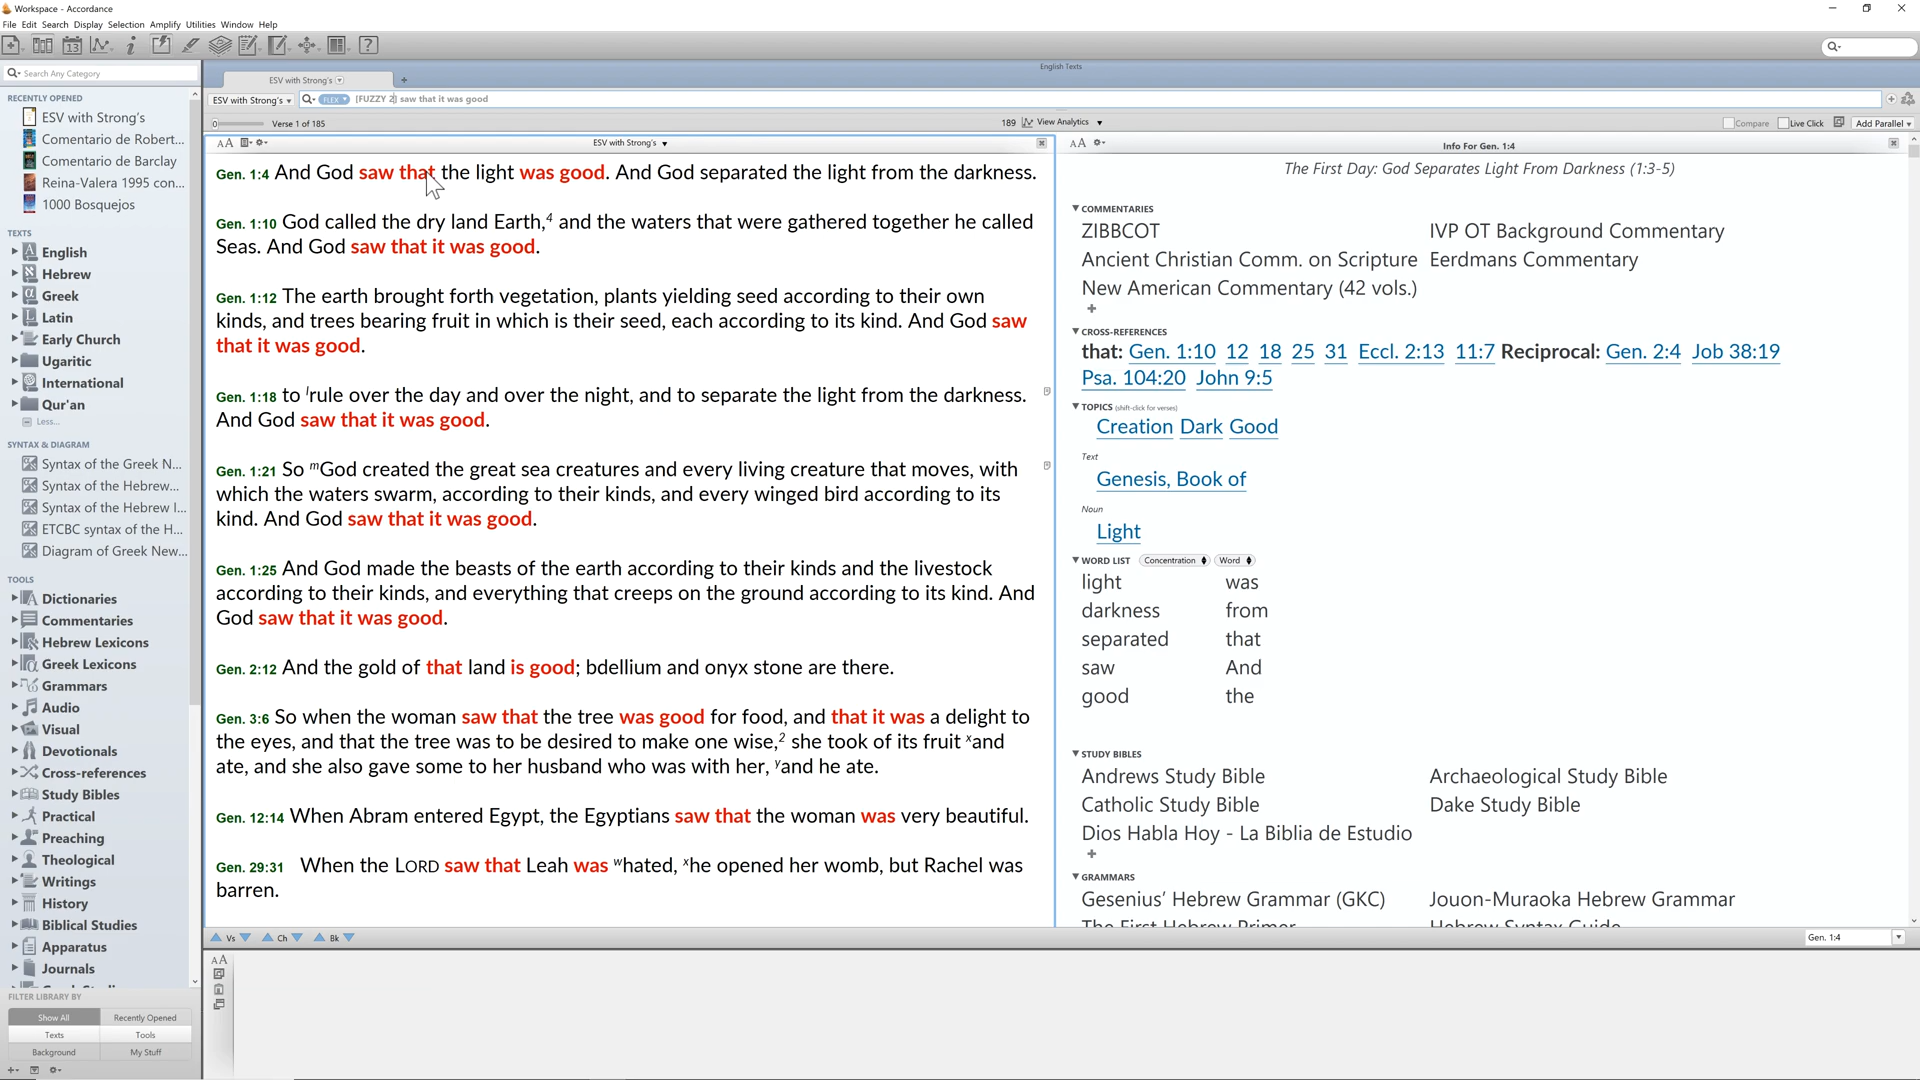 Workspace - Accordance
File Edit Search Display Selection Amplify Utilities Window Help
13
Search Any Category
RECENTLY OPENED
ESV with Strong's
Comentario de Robert...
Comentario de Barclay
Reina-Valera 1995 con...
1000 Bosquejos
TEXTS
English
Hebrew
Greek
Latin
Early Church
Ugaritic
International
Qur'an
Less...
SYNTAX & DIAGRAM
Syntax of the Greek N...
Syntax of the Hebrew...
Syntax of the Hebrew I...
ETCBC syntax of the H...
Diagram of Greek New...
TOOLS
Dictionaries
Commentaries
Hebrew Lexicons
Greek Lexicons
Grammars
Audio
Visual
Devotionals
Cross-references
Study Bibles
Practical
Preaching
Theological
Writings
History
Biblical Studies
Apparatus
Journals
FILTER LIBRARY BY
Show All Recently Opened
Texts Tools
Background My Stuff
English Texts
ESV with Strong's
ESV with Strong's FLEX [FUZZY 2] saw that it was good
0 Verse 1 of 185 189 View Analytics Compare Live Click Add Parallel
AA ESV with Strong's
Gen. 1:4 And God saw that the light was good. And God separated the light from the darkness.
Gen. 1:10 God called the dry land Earth,4 and the waters that were gathered together he called
Seas. And God saw that it was good.
Gen. 1:12 The earth brought forth vegetation, plants yielding seed according to their own
kinds, and trees bearing fruit in which is their seed, each according to its kind. And God saw
that it was good.
Gen. 1:18 to lrule over the day and over the night, and to separate the light from the darkness.
And God saw that it was good.
Gen. 1:21 So mGod created the great sea creatures and every living creature that moves, with
which the waters swarm, according to their kinds, and every winged bird according to its
kind. And God saw that it was good.
Gen. 1:25 And God made the beasts of the earth according to their kinds and the livestock
according to their kinds, and everything that creeps on the ground according to its kind. And
God saw that it was good.
Gen. 2:12 And the gold of that land is good; bdellium and onyx stone are there.
Gen. 3:6 So when the woman saw that the tree was good for food, and that it was a delight to
the eyes, and that the tree was to be desired to make one wise,2 she took of its fruit xand
ate, and she also gave some to her husband who was with her, yand he ate.
Gen. 12:14 When Abram entered Egypt, the Egyptians saw that the woman was very beautiful.
Gen. 29:31 When the LORD saw that Leah was whated, xhe opened her womb, but Rachel was
barren.
Vs Ch Bk
AA
AA Info For Gen. 1:4
The First Day: God Separates Light From Darkness (1:3-5)
COMMENTARIES
ZIBBCOT IVP OT Background Commentary
Ancient Christian Comm. on Scripture Eerdmans Commentary
New American Commentary (42 vols.)
+
CROSS-REFERENCES
that: Gen. 1:10 12 18 25 31 Eccl. 2:13 11:7 Reciprocal: Gen. 2:4 Job 38:19
Psa. 104:20 John 9:5
TOPICS (shift-click for verses)
Creation Dark Good
Text
Genesis, Book of
Noun
Light
WORD LIST Concentration Word
light was
darkness from
separated that
saw And
good the
STUDY BIBLES
Andrews Study Bible Archaeological Study Bible
Catholic Study Bible Dake Study Bible
Dios Habla Hoy - La Biblia de Estudio
+
GRAMMARS
Gesenius' Hebrew Grammar (GKC) Jouon-Muraoka Hebrew Grammar
The First Hebrew Primer Hebrew Syntax Guide
Gen. 1:4